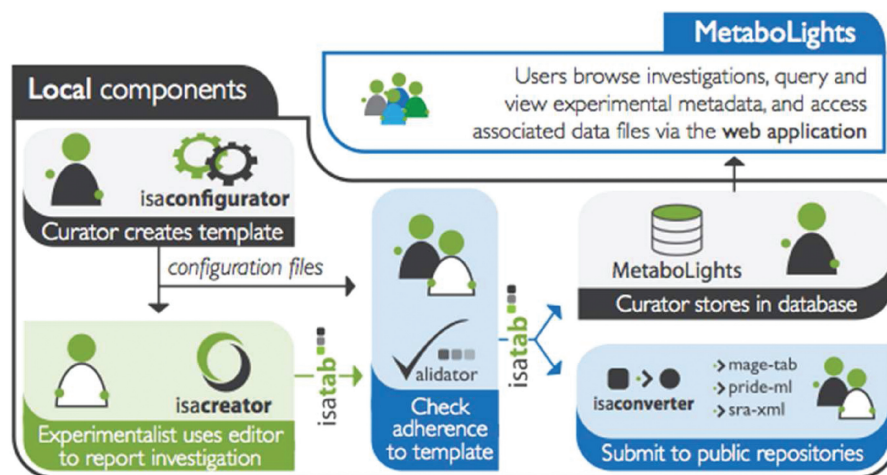 MetaboLights
Users browse investigations, query and
view experimental metadata, and access
associated data files via the web application
Local components
isaconfigurator
Curator creates template
configuration files
isacreator
Experimentalist uses editor
to report investigation
isatab
validator
Check
adherence
to template
isatab
MetaboLights
Curator stores in database
isaconverter
mage-tab
pride-ml
sra-xml
Submit to public repositories